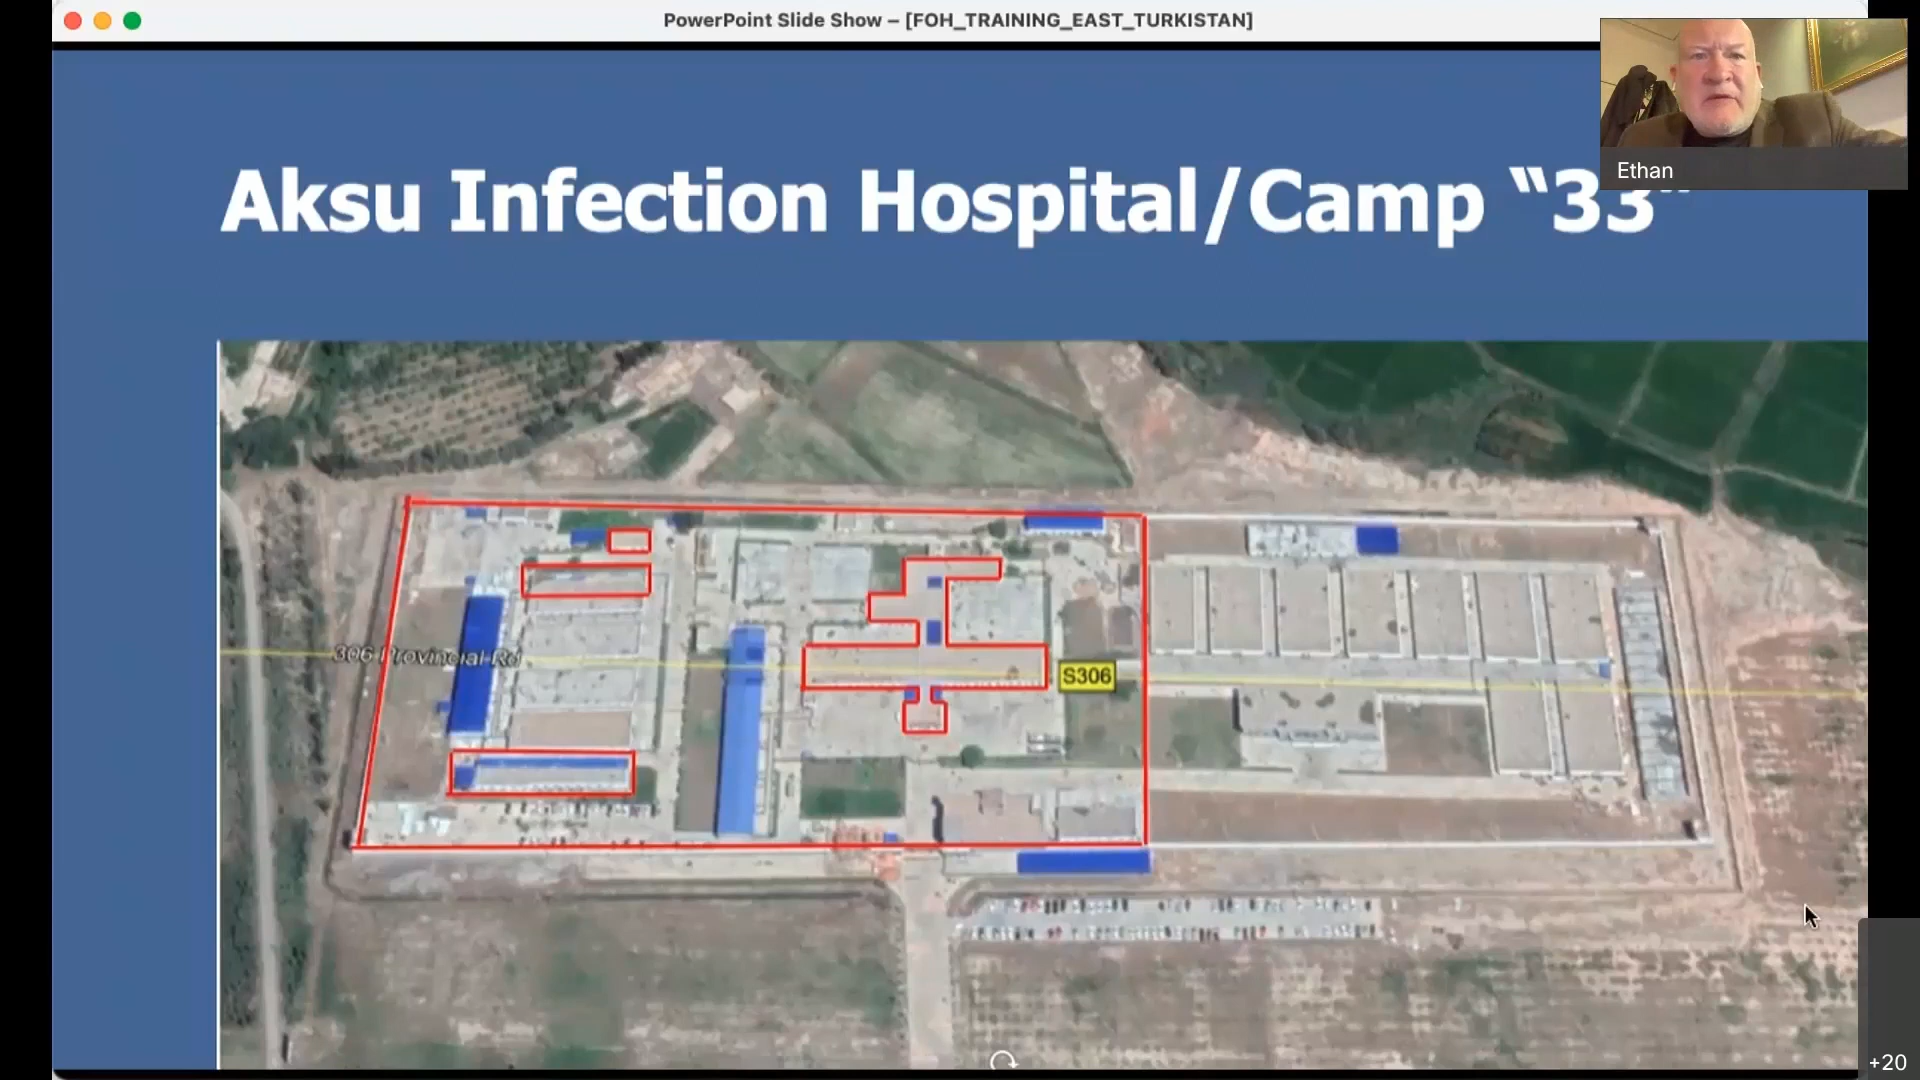 PowerPoint Slide Show – [FOH_TRAINING_EAST_TURKISTAN]
Ethan
Aksu Infection Hospital/Camp “33”
306 Provincial Rd
S306
+20